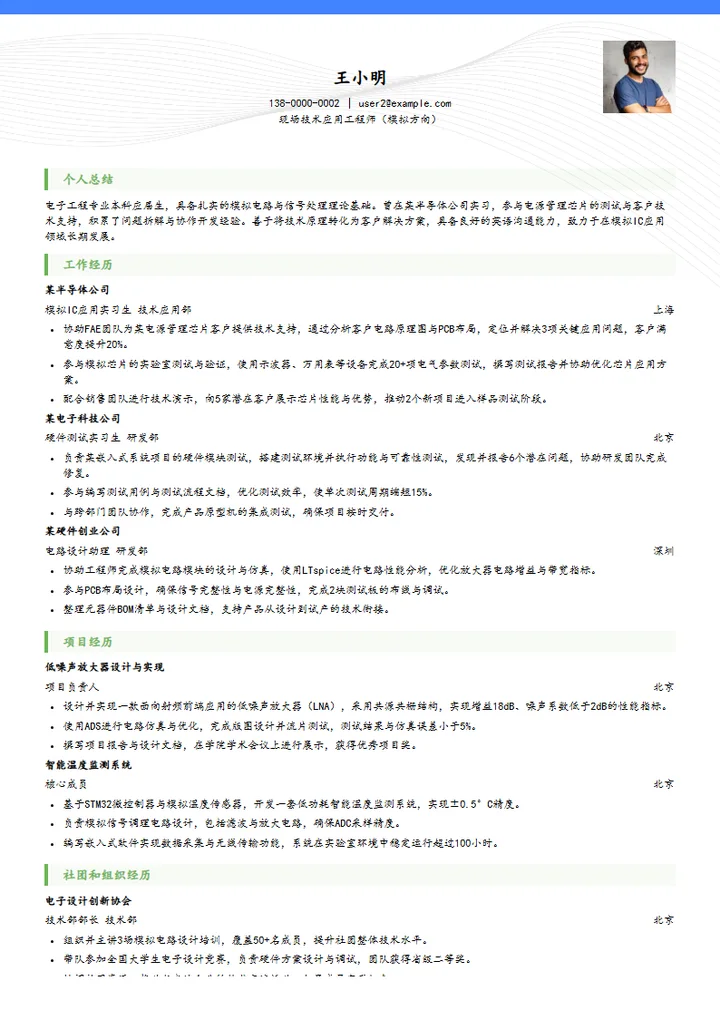 王小明
138-0000-0002 | user2@example.com
现场技术应用工程师（模拟方向）
个人总结
电子工程专业本科应届生，具备扎实的模拟电路与信号处理理论基础。曾在某半导体公司实习，参与电源管理芯片的测试与客户技
术支持，积累了问题拆解与协作开发经验。善于将技术原理转化为客户解决方案，具备良好的英语沟通能力，致力于在模拟IC应用
领域长期发展。
工作经历
某半导体公司
模拟IC应用实习生 技术应用部 上海
• 协助FAE团队为某电源管理芯片客户提供技术支持，通过分析客户电路原理图与PCB布局，定位并解决3项关键应用问题，客户满
意度提升20%。
• 参与模拟芯片的实验室测试与验证，使用示波器、万用表等设备完成20+项电气参数测试，撰写测试报告并协助优化芯片应用方
案。
• 配合销售团队进行技术演示，向5家潜在客户展示芯片性能与优势，推动2个新项目进入样品测试阶段。
某电子科技公司
硬件测试实习生 研发部 北京
• 负责某嵌入式系统项目的硬件模块测试，搭建测试环境并执行功能与可靠性测试，发现并报告6个潜在问题，协助研发团队完成
修复。
• 参与编写测试用例与测试流程文档，优化测试效率，使单次测试周期缩短15%。
• 与跨部门团队协作，完成产品原型机的集成测试，确保项目按时交付。
某硬件创业公司
电路设计助理 研发部 深圳
• 协助工程师完成模拟电路模块的设计与仿真，使用LTspice进行电路性能分析，优化放大器电路增益与带宽指标。
• 参与PCB布局设计，确保信号完整性与电源完整性，完成2块测试板的布线与调试。
• 整理元器件BOM清单与设计文档，支持产品从设计到试产的技术衔接。
项目经历
低噪声放大器设计与实现
项目负责人 北京
• 设计并实现一款面向射频前端应用的低噪声放大器（LNA），采用共源共栅结构，实现增益18dB、噪声系数低于2dB的性能指标。
• 使用ADS进行电路仿真与优化，完成版图设计并流片测试，测试结果与仿真误差小于5%。
• 撰写项目报告与设计文档，在学院学术会议上进行展示，获得优秀项目奖。
智能温度监测系统
核心成员 北京
• 基于STM32微控制器与模拟温度传感器，开发一套低功耗智能温度监测系统，实现±0.5°C精度。
• 负责模拟信号调理电路设计，包括滤波与放大电路，确保ADC采样精度。
• 编写嵌入式软件实现数据采集与无线传输功能，系统在实验室环境中稳定运行超过100小时。
社团和组织经历
电子设计创新协会
技术部部长 技术部 北京
• 组织并主讲3场模拟电路设计培训，覆盖50+名成员，提升社团整体技术水平。
• 带队参加全国大学生电子设计竞赛，负责硬件方案设计与调试，团队获得省级二等奖。